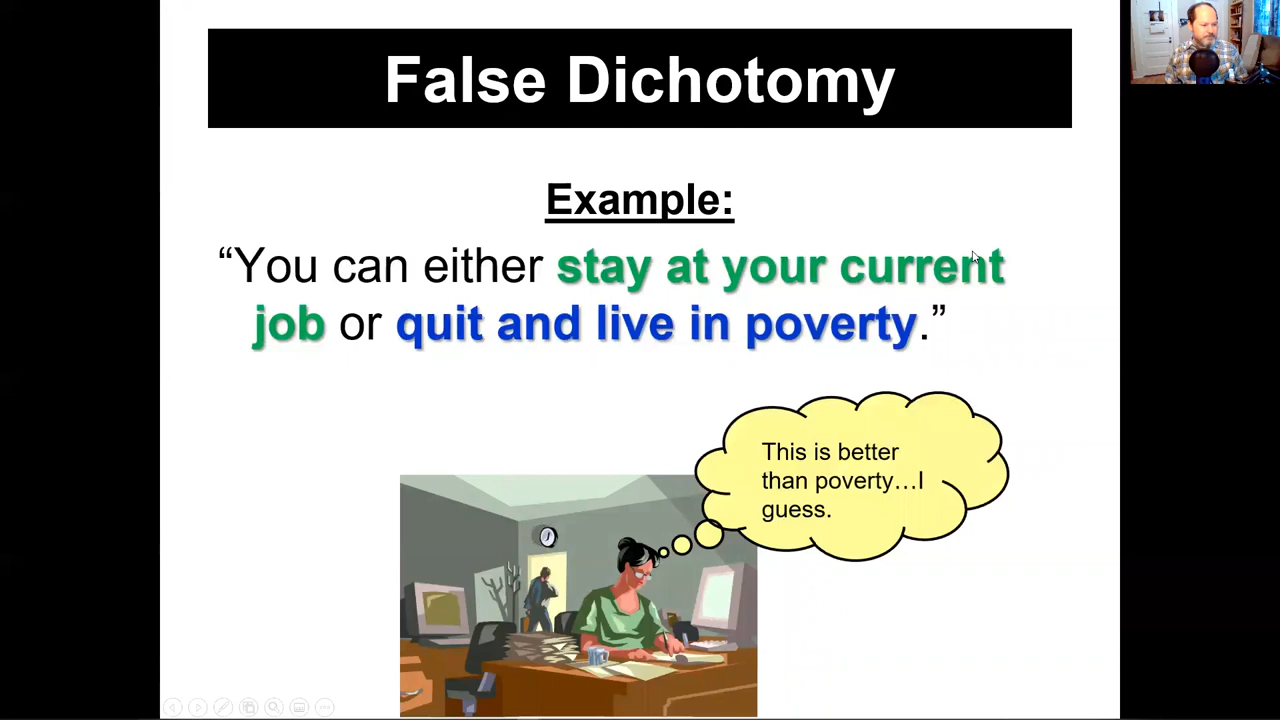 False Dichotomy
Example:
“You can either stay at your current
job or quit and live in poverty.”
This is better
than poverty…I
guess.